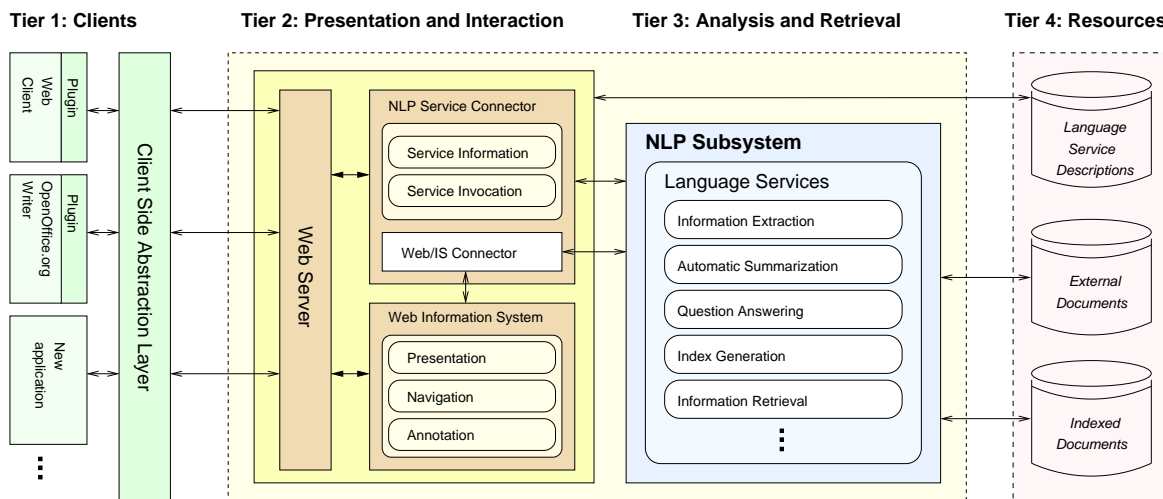 Tier 1: Clients
Tier 2: Presentation and Interaction
Tier 3: Analysis and Retrieval
Tier 4: Resources
Web
Client
Plugin
OpenOffice.org
Writer
Plugin
New
application
...
Client Side Abstraction Layer
Web Server
NLP Service Connector
Service Information
Service Invocation
Web/IS Connector
Web Information System
Presentation
Navigation
Annotation
NLP Subsystem
Language Services
Information Extraction
Automatic Summarization
Question Answering
Index Generation
Information Retrieval
...
Language
Service
Descriptions
External
Documents
Indexed
Documents